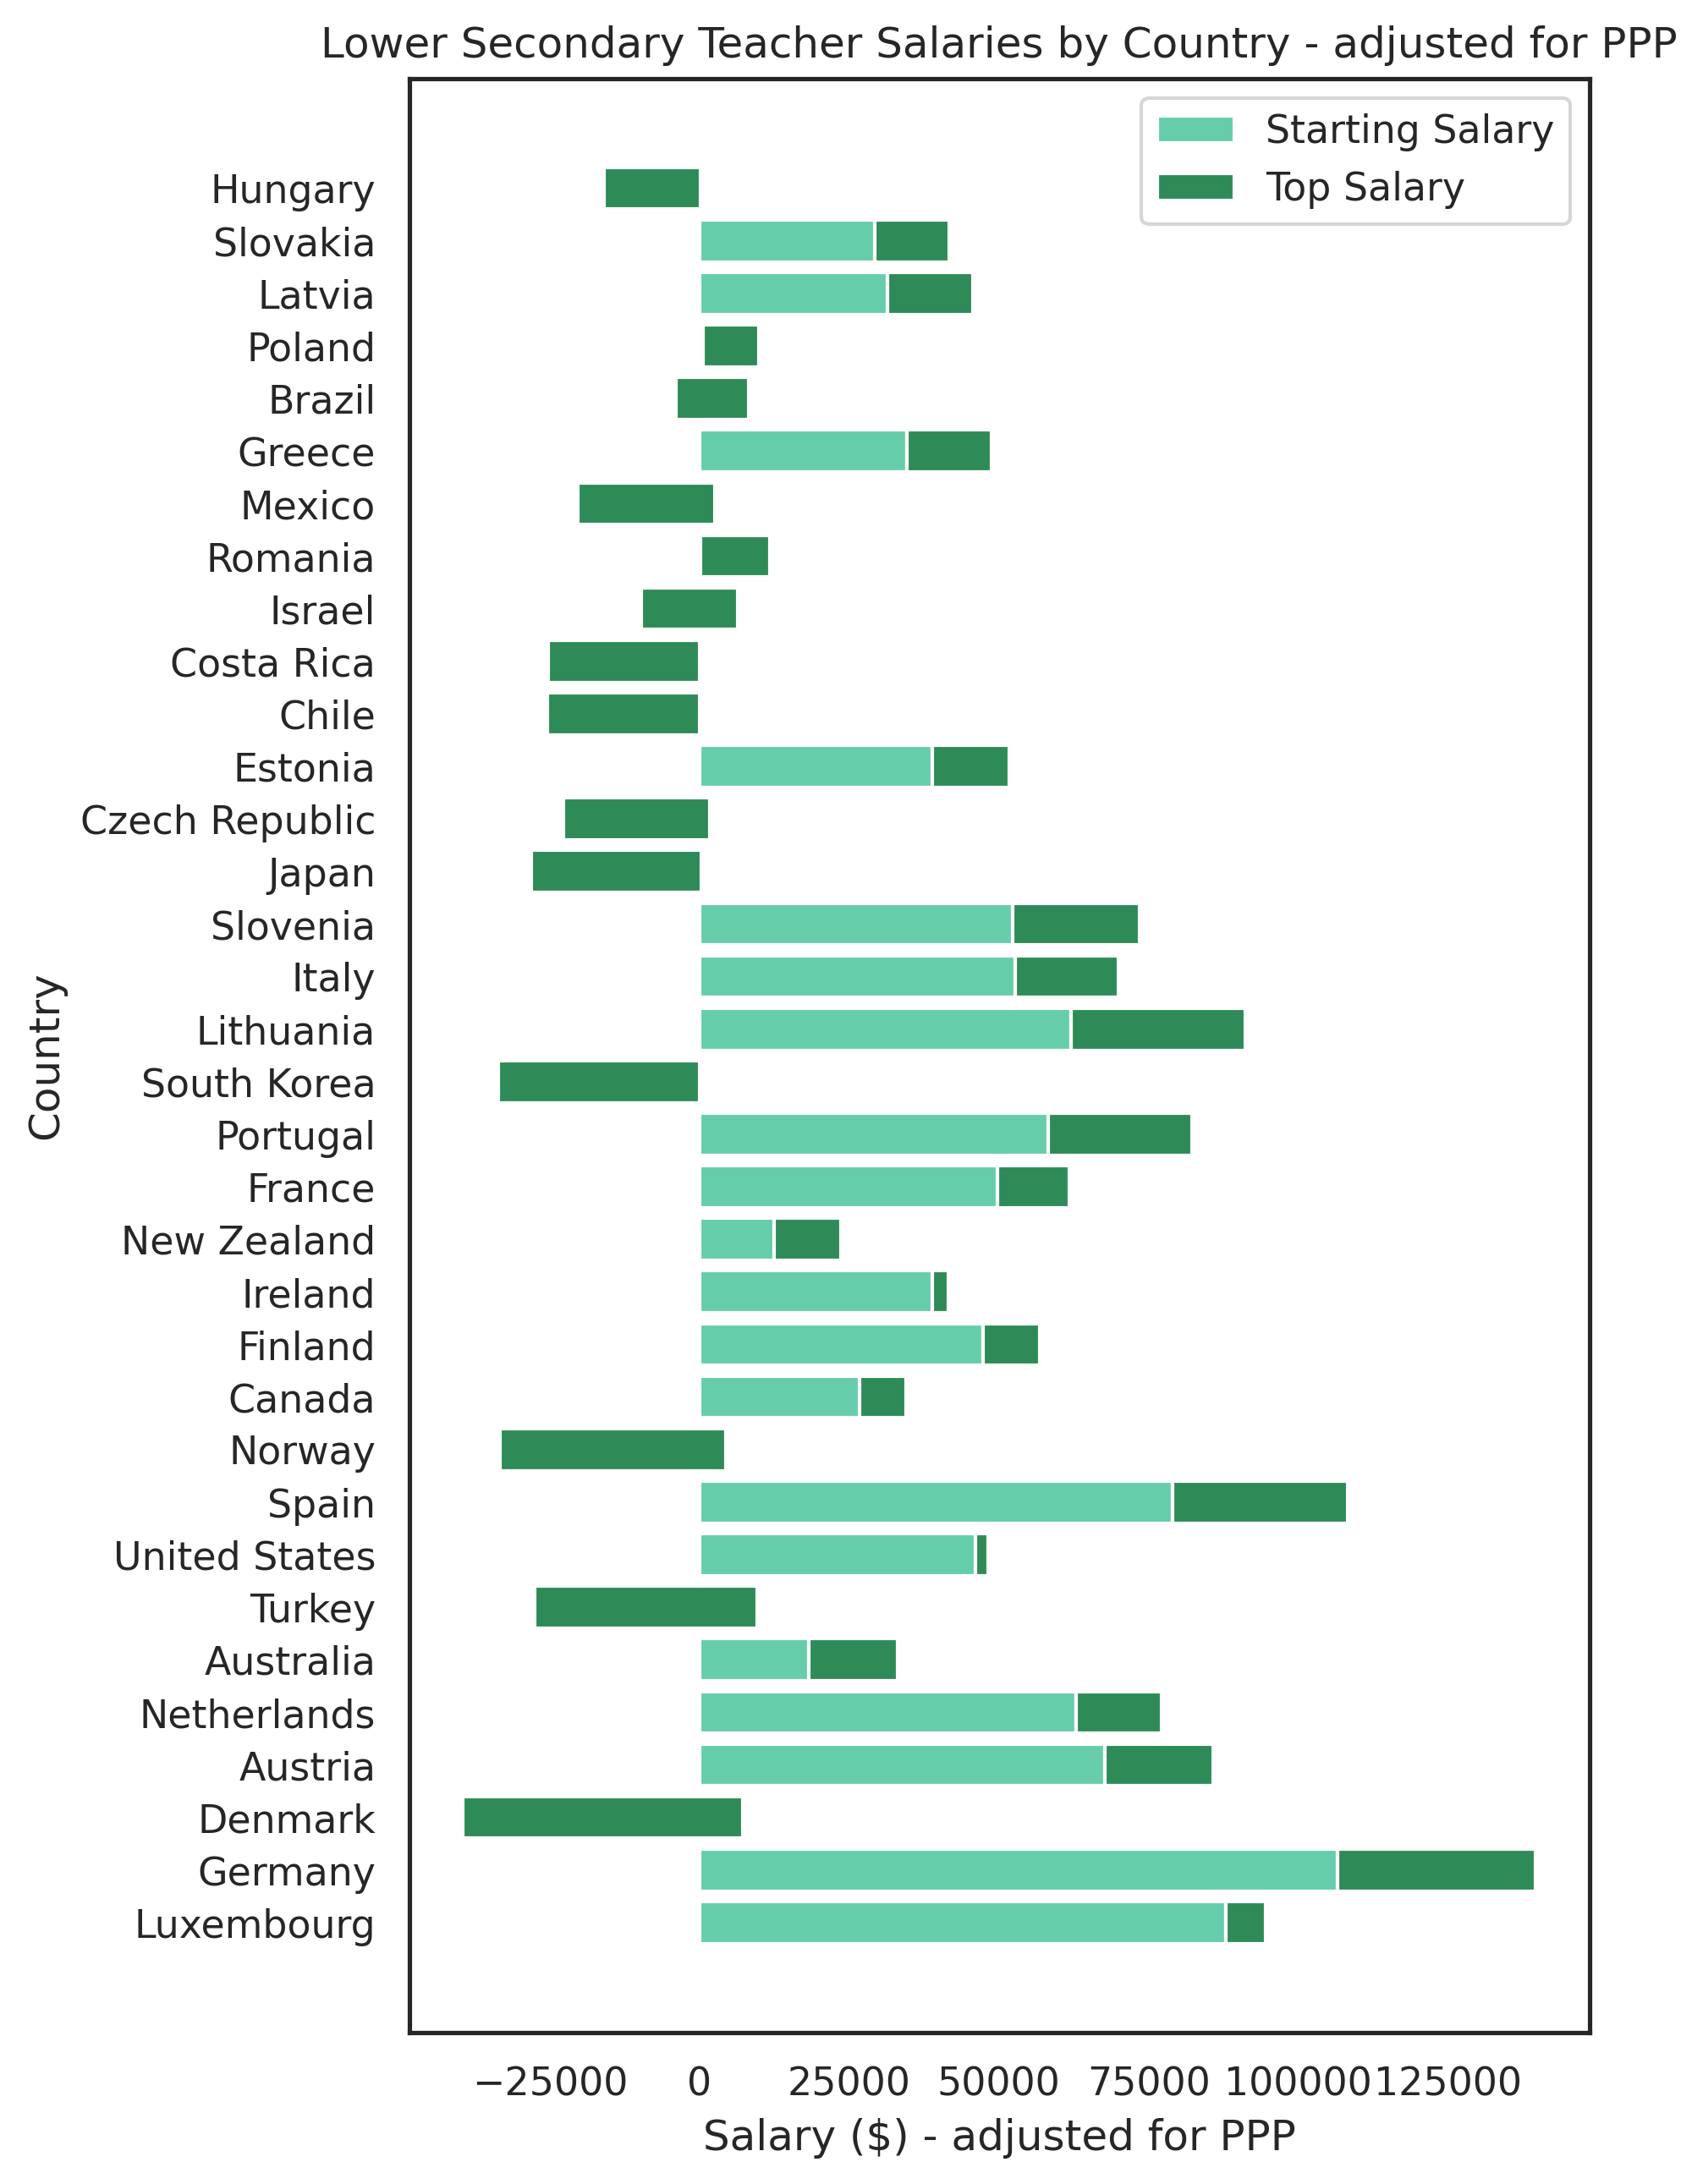 Lower Secondary Teacher Salaries by Country - adjusted for PPP
Starting Salary
Top Salary
Hungary
Slovakia
Latvia
Poland
Brazil
Greece
Mexico
Romania
Israel
Costa Rica
Chile
Estonia
Czech Republic
Japan
Slovenia
Italy
Lithuania
South Korea
Portugal
France
New Zealand
Ireland
Finland
Canada
Norway
Spain
United States
Turkey
Australia
Netherlands
Austria
Denmark
Germany
Luxembourg
Country
−25000 0 25000 50000 75000 100000 125000
Salary ($) - adjusted for PPP